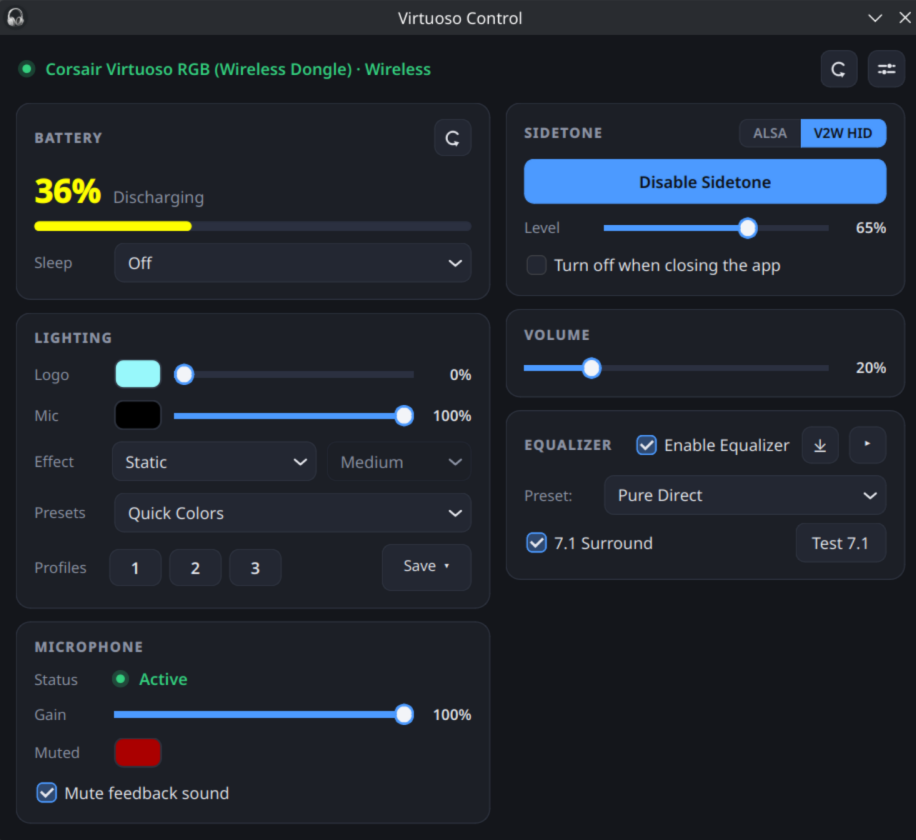 Virtuoso Control
Corsair Virtuoso RGB (Wireless Dongle) · Wireless
BATTERY
36% Discharging
Sleep Off
LIGHTING
Logo 0%
Mic 100%
Effect Static Medium
Presets Quick Colors
Profiles 1 2 3 Save
MICROPHONE
Status Active
Gain 100%
Muted
Mute feedback sound
SIDETONE ALSA V2W HID
Disable Sidetone
Level 65%
Turn off when closing the app
VOLUME
20%
EQUALIZER Enable Equalizer
Preset: Pure Direct
7.1 Surround Test 7.1